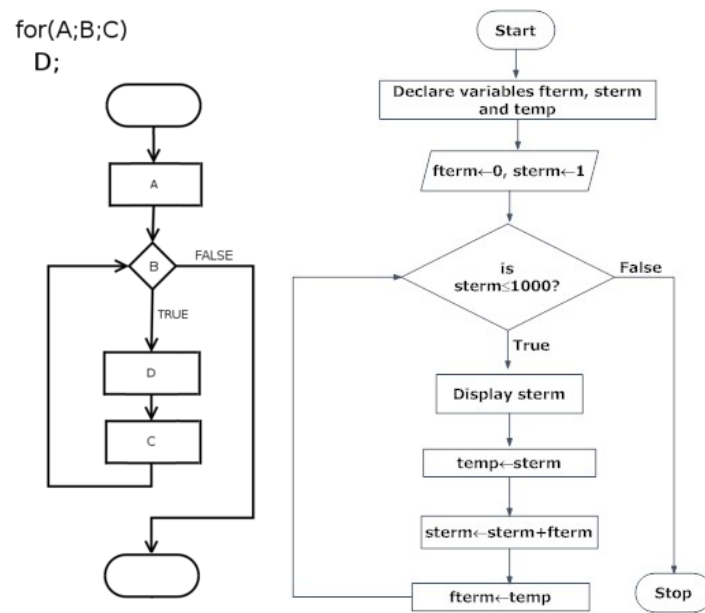 for(A;B;C)
D;
A
B
FALSE
TRUE
D
C
Start
Declare variables fterm, sterm
and temp
fterm←0, sterm←1
is
sterm≤1000?
False
True
Display sterm
temp←sterm
sterm←sterm+fterm
fterm←temp
Stop